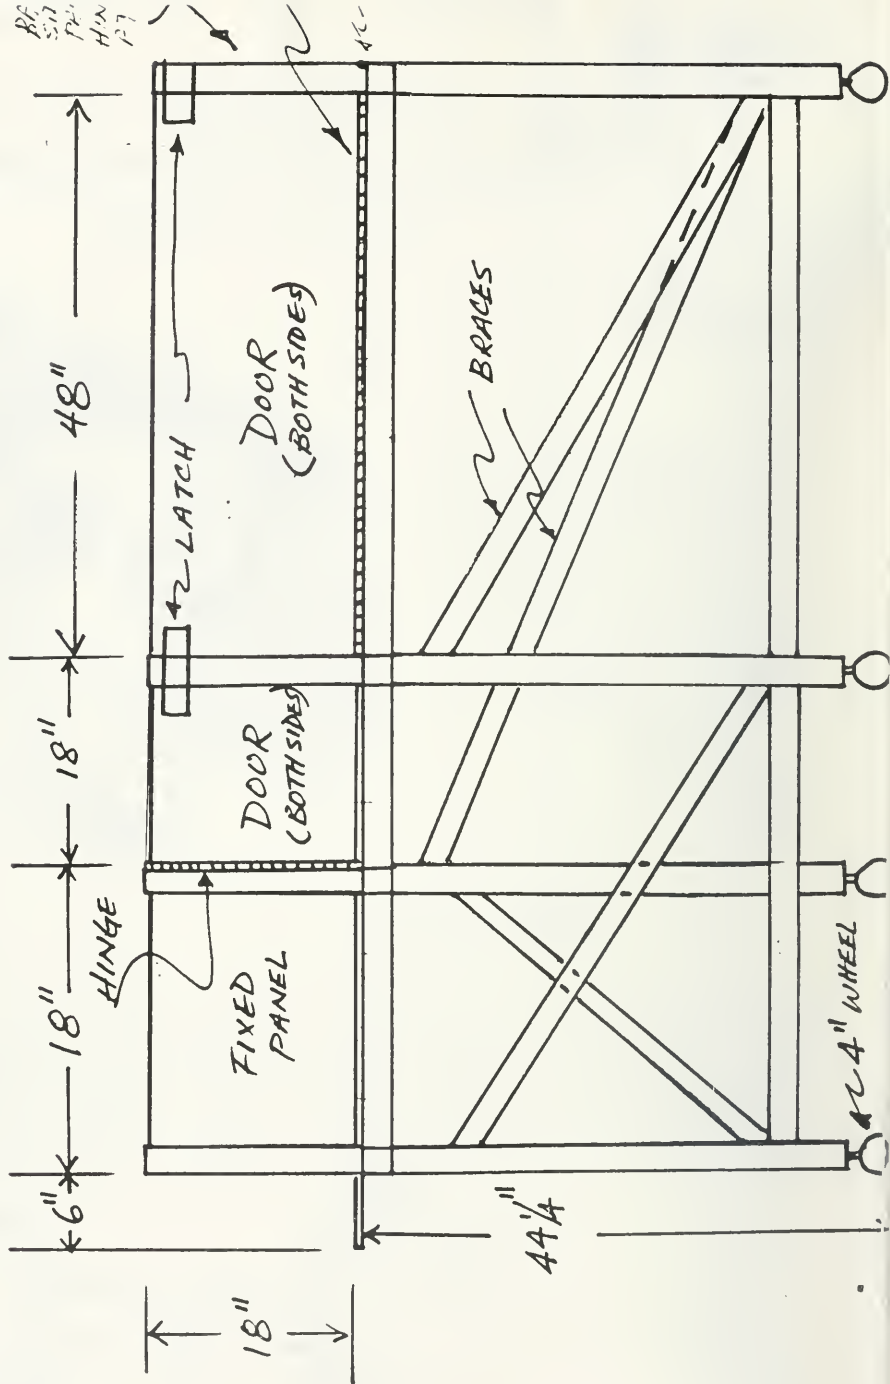 6"
18"
18"
48"
HINGE
LATCH
FIXED
PANEL
DOOR
(BOTH SIDES)
DOOR
(BOTH SIDES)
18"
BRACES
44 1/4"
4" WHEEL